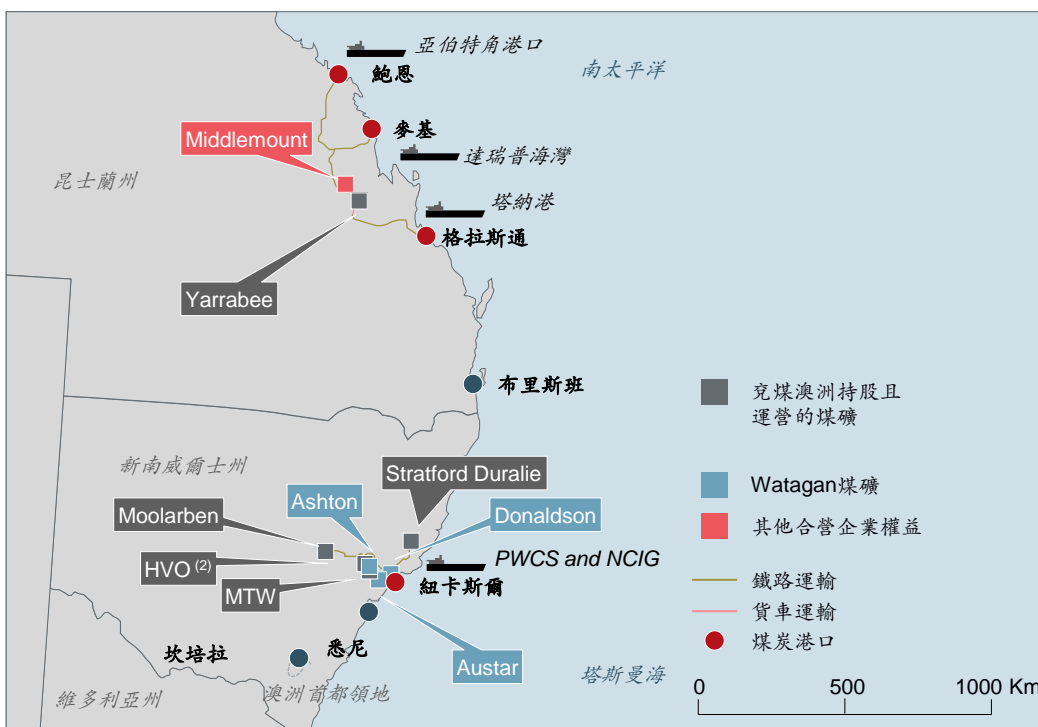 亞伯特角港口
南太平洋
鮑恩
麥基
Middlemount
達瑞普海灣
昆士蘭州
塔納港
格拉斯通
Yarrabee
布里斯班
兗煤澳洲持股且
運營的煤礦
新南威爾士州
Stratford Duralie
Watagan煤礦
Ashton
Moolarben
Donaldson
其他合營企業權益
HVO (2)
PWCS and NCIG
MTW
紐卡斯爾
鐵路運輸
貨車運輸
煤炭港口
悉尼
坎培拉
Austar
塔斯曼海
維多利亞州
澳洲首都領地
0 500 1000 Km